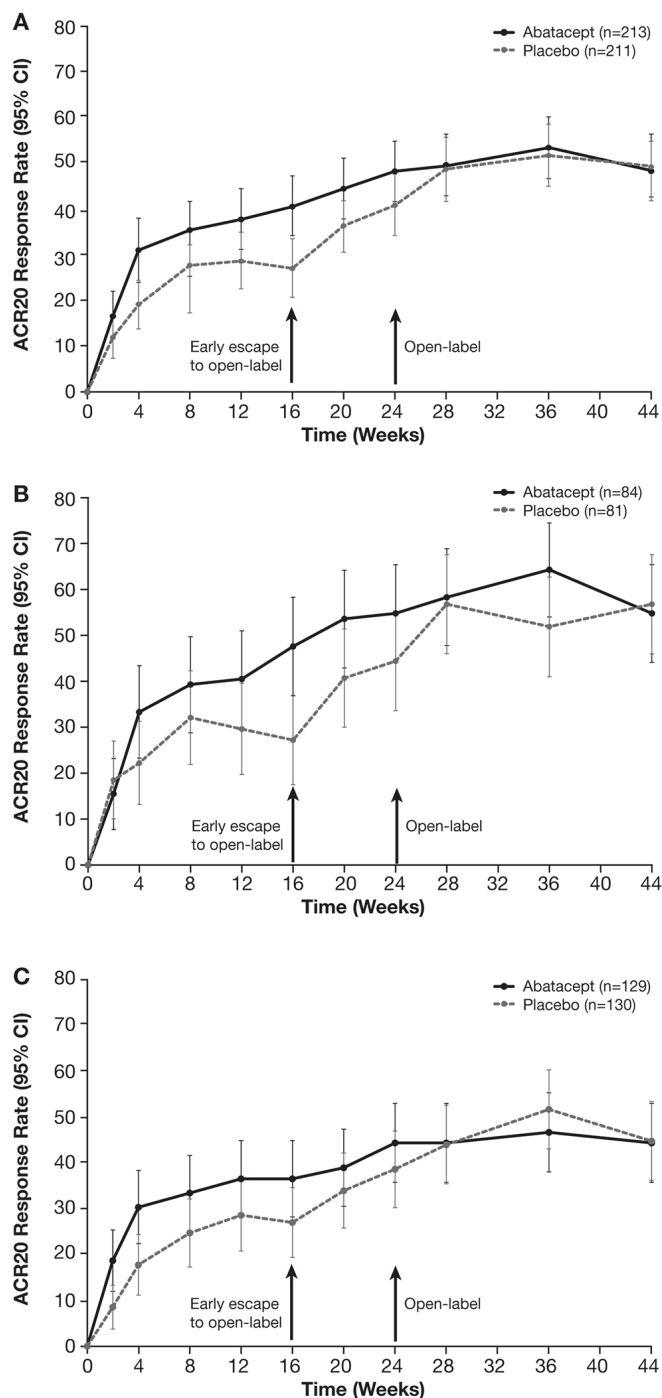 A
Abatacept (n=213)
Placebo (n=211)
ACR20 Response Rate (95% CI)
80
70
60
50
40
30
20
10
0
Early escape
to open-label
Open-label
0 4 8 12 16 20 24 28 32 36 40 44
Time (Weeks)
B
Abatacept (n=84)
Placebo (n=81)
ACR20 Response Rate (95% CI)
80
70
60
50
40
30
20
10
0
Early escape
to open-label
Open-label
0 4 8 12 16 20 24 28 32 36 40 44
Time (Weeks)
C
Abatacept (n=129)
Placebo (n=130)
ACR20 Response Rate (95% CI)
80
70
60
50
40
30
20
10
0
Early escape
to open-label
Open-label
0 4 8 12 16 20 24 28 32 36 40 44
Time (Weeks)